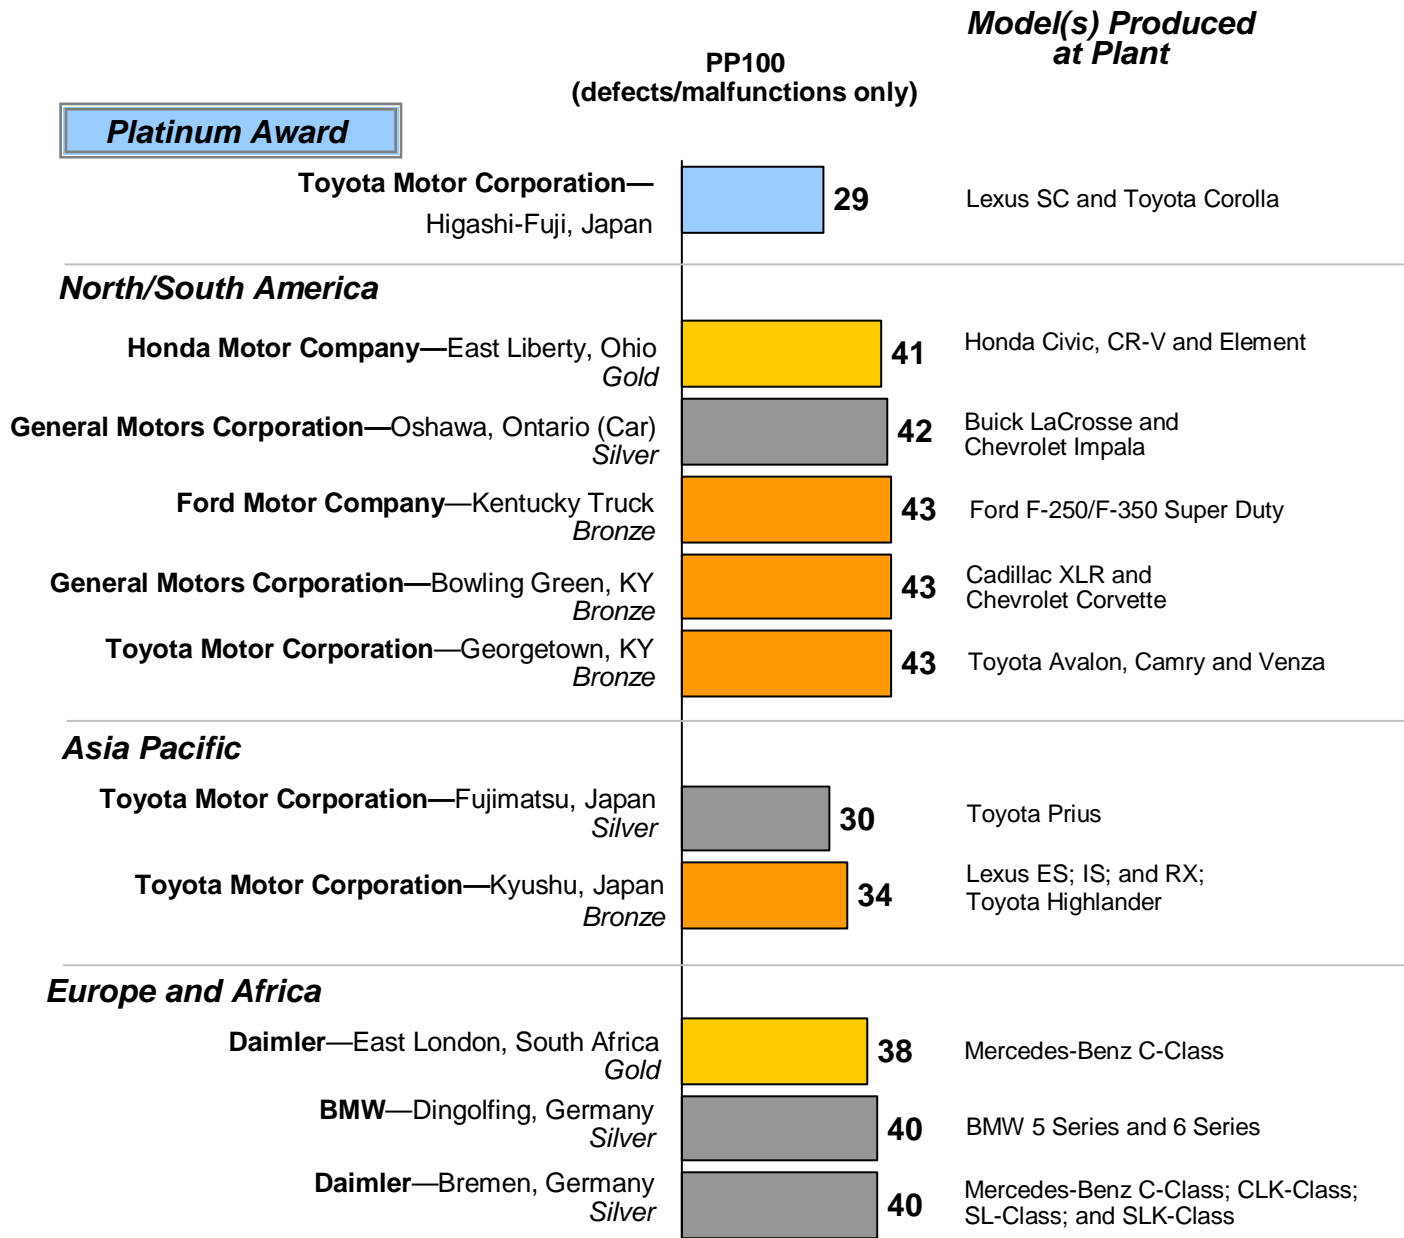 Model(s) Produced
at Plant
PP100
(defects/malfunctions only)
Platinum Award
Toyota Motor Corporation—
Higashi-Fuji, Japan
29
Lexus SC and Toyota Corolla
North/South America
Honda Motor Company—East Liberty, Ohio
Gold
41
Honda Civic, CR-V and Element
General Motors Corporation—Oshawa, Ontario (Car)
Silver
42
Buick LaCrosse and
Chevrolet Impala
Ford Motor Company—Kentucky Truck
Bronze
43
Ford F-250/F-350 Super Duty
General Motors Corporation—Bowling Green, KY
Bronze
43
Cadillac XLR and
Chevrolet Corvette
Toyota Motor Corporation—Georgetown, KY
Bronze
43
Toyota Avalon, Camry and Venza
Asia Pacific
Toyota Motor Corporation—Fujimatsu, Japan
Silver
30
Toyota Prius
Toyota Motor Corporation—Kyushu, Japan
Bronze
34
Lexus ES; IS; and RX;
Toyota Highlander
Europe and Africa
Daimler—East London, South Africa
Gold
38
Mercedes-Benz C-Class
BMW—Dingolfing, Germany
Silver
40
BMW 5 Series and 6 Series
Daimler—Bremen, Germany
Silver
40
Mercedes-Benz C-Class; CLK-Class;
SL-Class; and SLK-Class